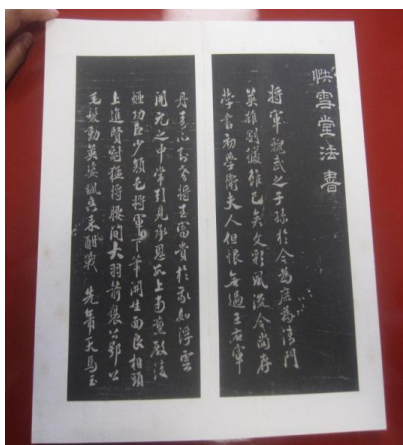 快雪堂法書
將軍魏武之子孫於今為庶為清門
英雄割據雖已矣文彩風流今尚存
學書初學衛夫人但恨無過王右軍
丹青不知老將至富貴於我如浮雲
開元之中常引見承恩數上南薰殿凌
煙功臣少顏色將軍下筆開生面良相頭
上進賢冠猛將腰間大羽箭褒公鄂公
毛髮動英姿颯爽来酣戰 先帝天馬玉